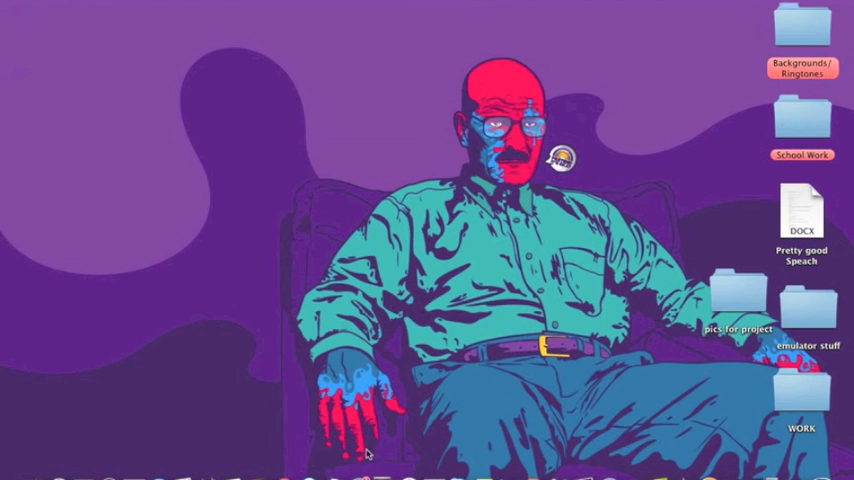 Backgrounds/
Ringtones
School Work
DOCX
Pretty good
Speach
pics for project
emulator stuff
WORK